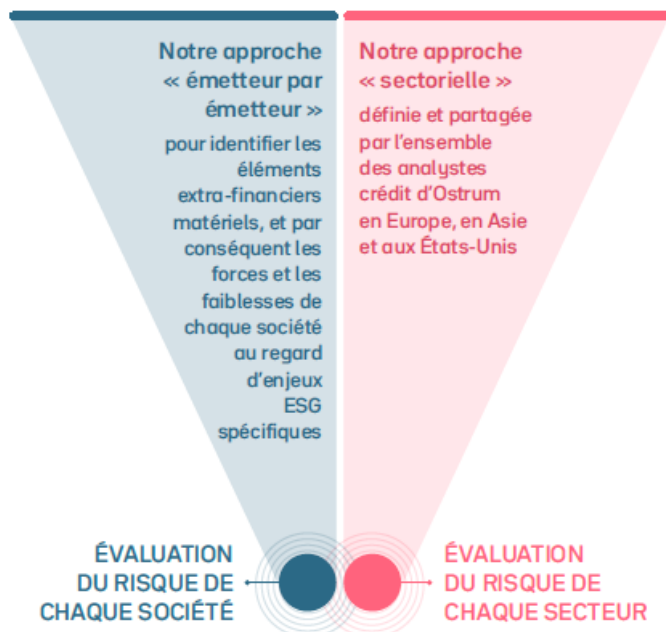 Notre approche
« émetteur par
émetteur »
pour identifier les
éléments
extra-financiers
matériels, et par
conséquent les
forces et les
faiblesses de
chaque société
au regard
d'enjeux
ESG
spécifiques
ÉVALUATION
DU RISQUE DE
CHAQUE SOCIÉTÉ
Notre approche
« sectorielle »
définie et partagée
par l'ensemble
des analystes
crédit d'Ostrum
en Europe, en Asie
et aux États-Unis
ÉVALUATION
DU RISQUE DE
CHAQUE SECTEUR